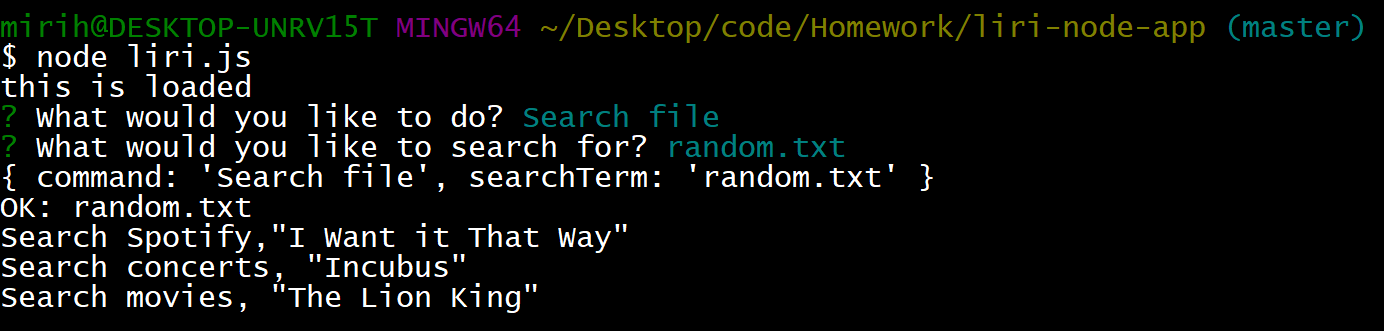 mirih@DESKTOP-UNRV15T MINGW64 ~/Desktop/code/Homework/liri-node-app (master)
$ node liri.js
this is loaded
? What would you like to do? Search file
? What would you like to search for? random.txt
{ command: 'Search file', searchTerm: 'random.txt' }
OK: random.txt
Search Spotify,"I Want it That Way"
Search concerts, "Incubus"
Search movies, "The Lion King"